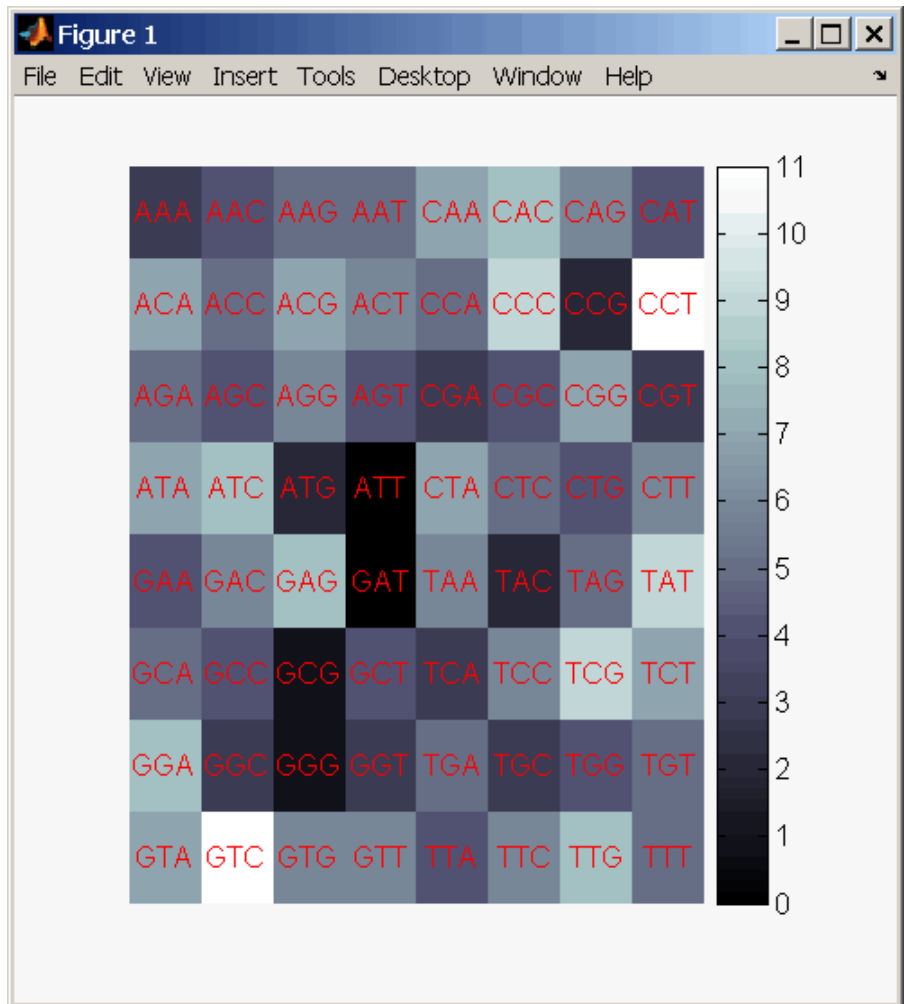 Figure 1
File Edit View Insert Tools Desktop Window Help
11
AAA AAC AAG AAT CAA CAC CAG CAT
10
ACA ACC ACG ACT CCA CCC CCG CCT
9
8
AGA AGC AGG AGT CGA CGC CGG CGT
7
ATA ATC ATG ATT CTA CTC CTG CTT
6
5
GAA GAC GAG GAT TAA TAC TAG TAT
4
GCA GCC GCG GCT TCA TCC TCG TCT
3
2
GGA GGC GGG GGT TGA TGC TGG TGT
1
GTA GTC GTG GTT TTA TTC TTG TTT
0